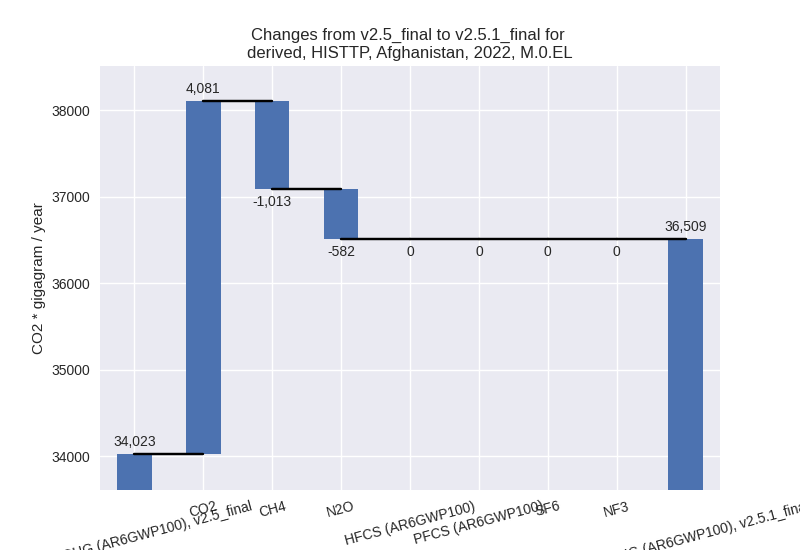 Changes from v2.5_final to v2.5.1_final for
derived, HISTTP, Afghanistan, 2022, M.0.EL
CO2 * gigagram / year
38000
37000
36000
35000
34000
34,023
4,081
-1,013
-582
0
0
0
0
36,509
(AR6GWP100), v2.5_final
CO2
CH4
N2O
HFCS (AR6GWP100)
PFCS (AR6GWP100)
SF6
NF3
(AR6GWP100), v2.5.1_fina